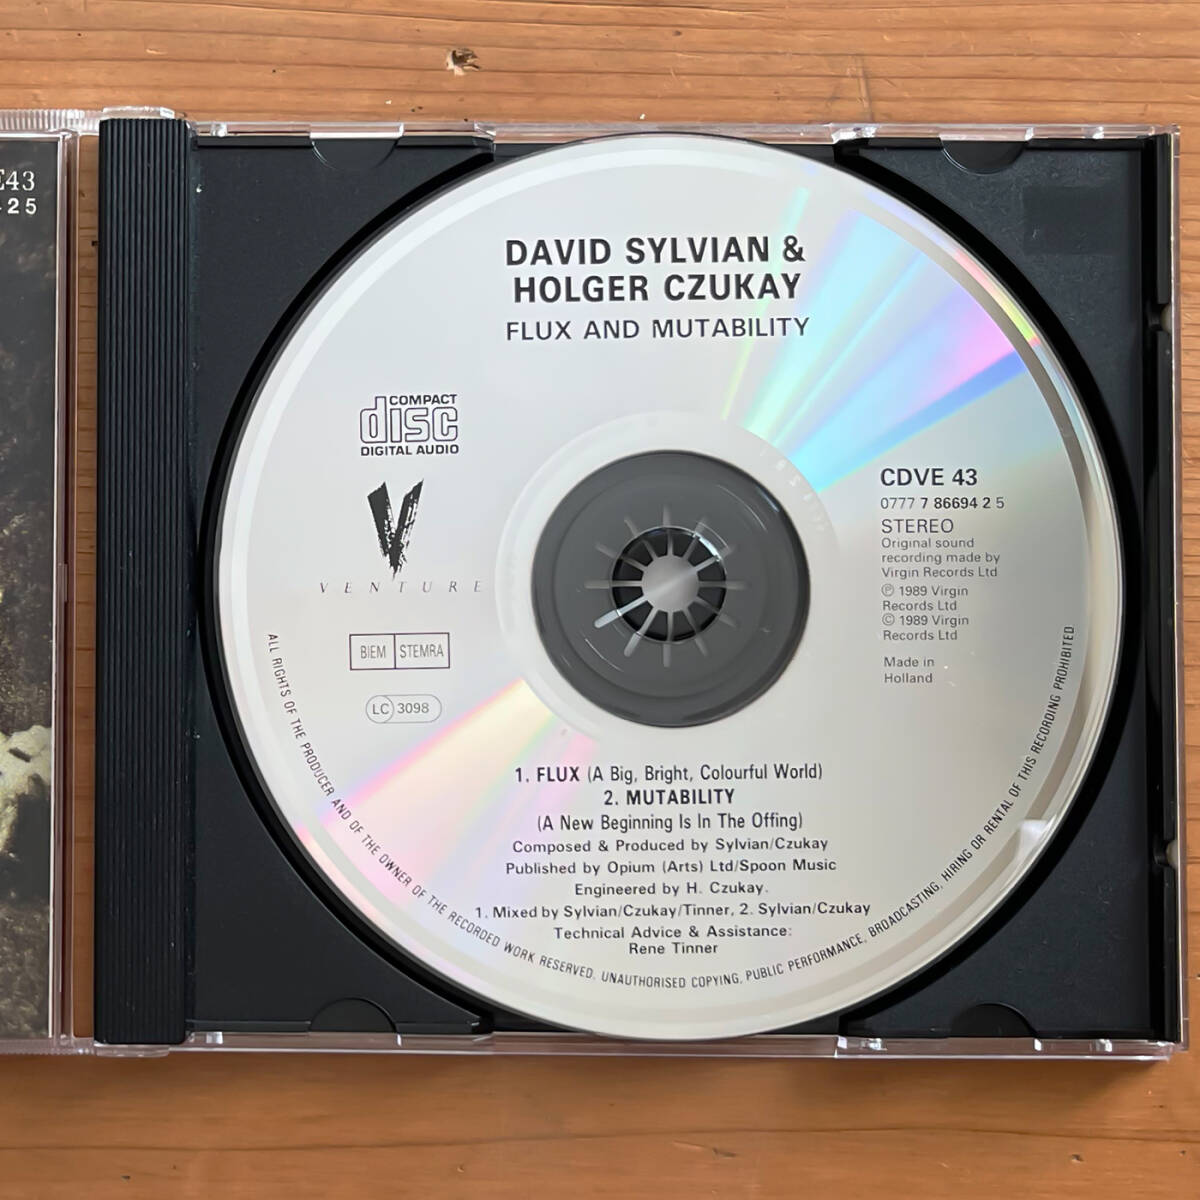 E43
425
DAVID SYLVIAN &
HOLGER CZUKAY
FLUX AND MUTABILITY
COMPACT
disc
DIGITAL AUDIO
V
VENTURE
BIEM STEMRA
LC 3098
CDVE 43
0777 7 86694 2 5
STEREO
Original sound
recording made by
Virgin Records Ltd
℗ 1989 Virgin
Records Ltd
© 1989 Virgin
Records Ltd
Made in
Holland
1. FLUX (A Big, Bright, Colourful World)
2. MUTABILITY
(A New Beginning Is In The Offing)
Composed & Produced by Sylvian/Czukay
Published by Opium (Arts) Ltd/Spoon Music
Engineered by H. Czukay.
1. Mixed by Sylvian/Czukay/Tinner, 2. Sylvian/Czukay
Technical Advice & Assistance:
Rene Tinner
ALL RIGHTS OF THE PRODUCER AND OF THE OWNER OF THE RECORDED WORK RESERVED. UNAUTHORISED COPYING, PUBLIC PERFORMANCE, BROADCASTING, HIRING OR RENTAL OF THIS RECORDING PROHIBITED